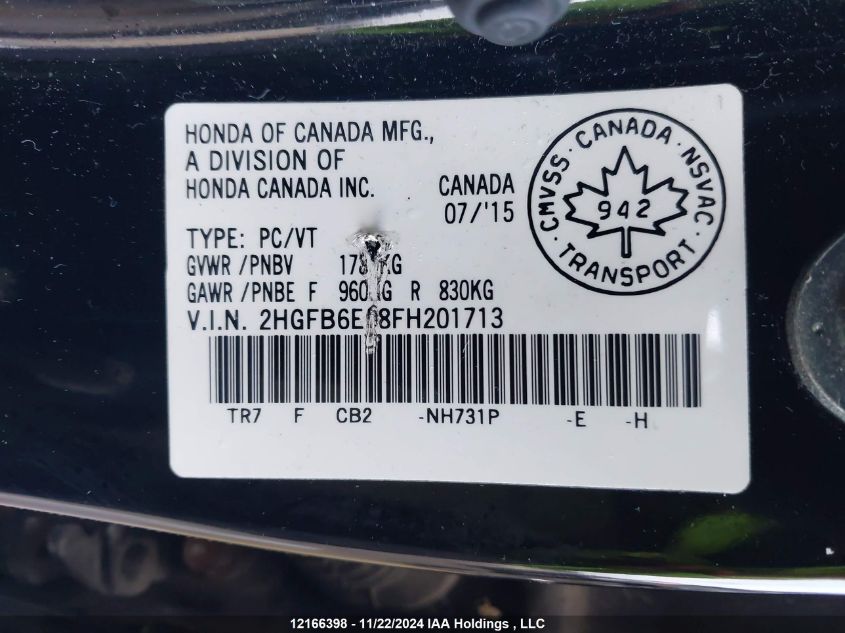 HONDA OF CANADA MFG.,
A DIVISION OF
HONDA CANADA INC. CANADA
07/'15
TYPE: PC/VT
GVWR /PNBV
GAWR /PNBE F R 830KG
V.I.N.
TR7 F CB2 -NH731P -E -H
CMVSS · CANADA · NSVAC · TRANSPORT
942
12166398 - 11/22/2024 IAA Holdings , LLC